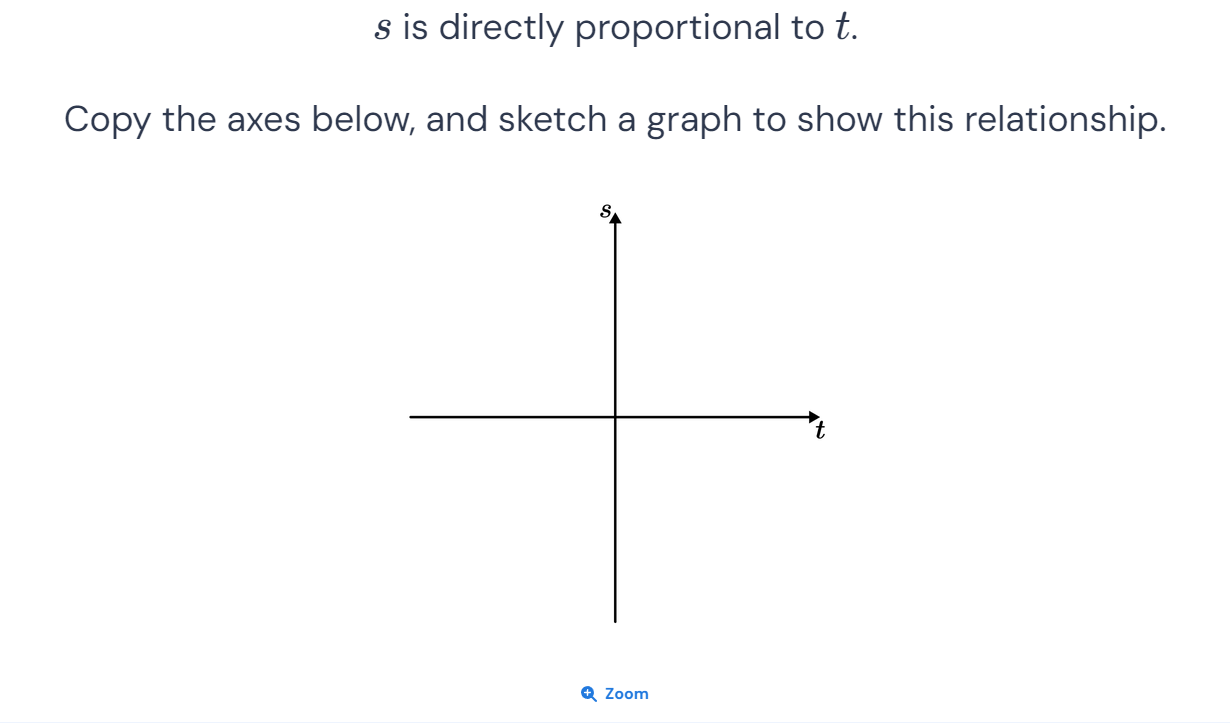 s is directly proportional to t.
Copy the axes below, and sketch a graph to show this relationship.
s
t
Zoom